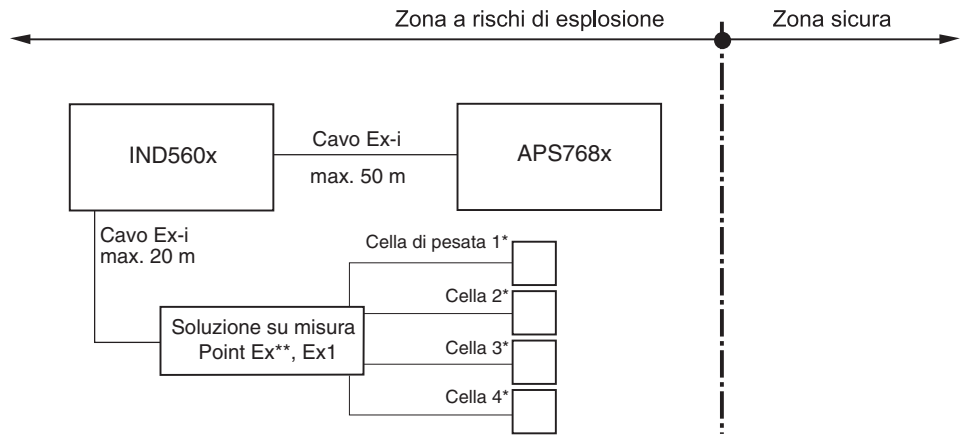 Zona a rischi di esplosione
Zona sicura
IND560x
Cavo Ex-i
max. 50 m
APS768x
Cavo Ex-i
max. 20 m
Cella di pesata 1*
Cella 2*
Soluzione su misura
Point Ex**, Ex1
Cella 3*
Cella 4*